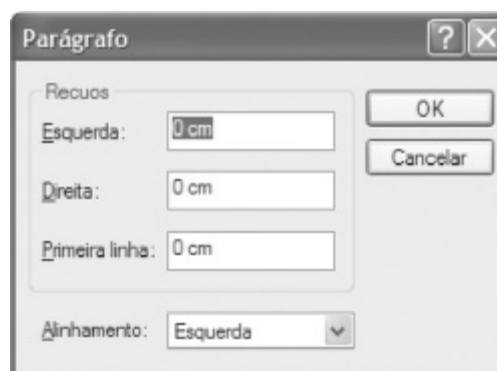 Parágrafo
Recuos
Esquerda: 0 cm
Direita: 0 cm
Primeira linha: 0 cm
Alinhamento: Esquerda
OK
Cancelar